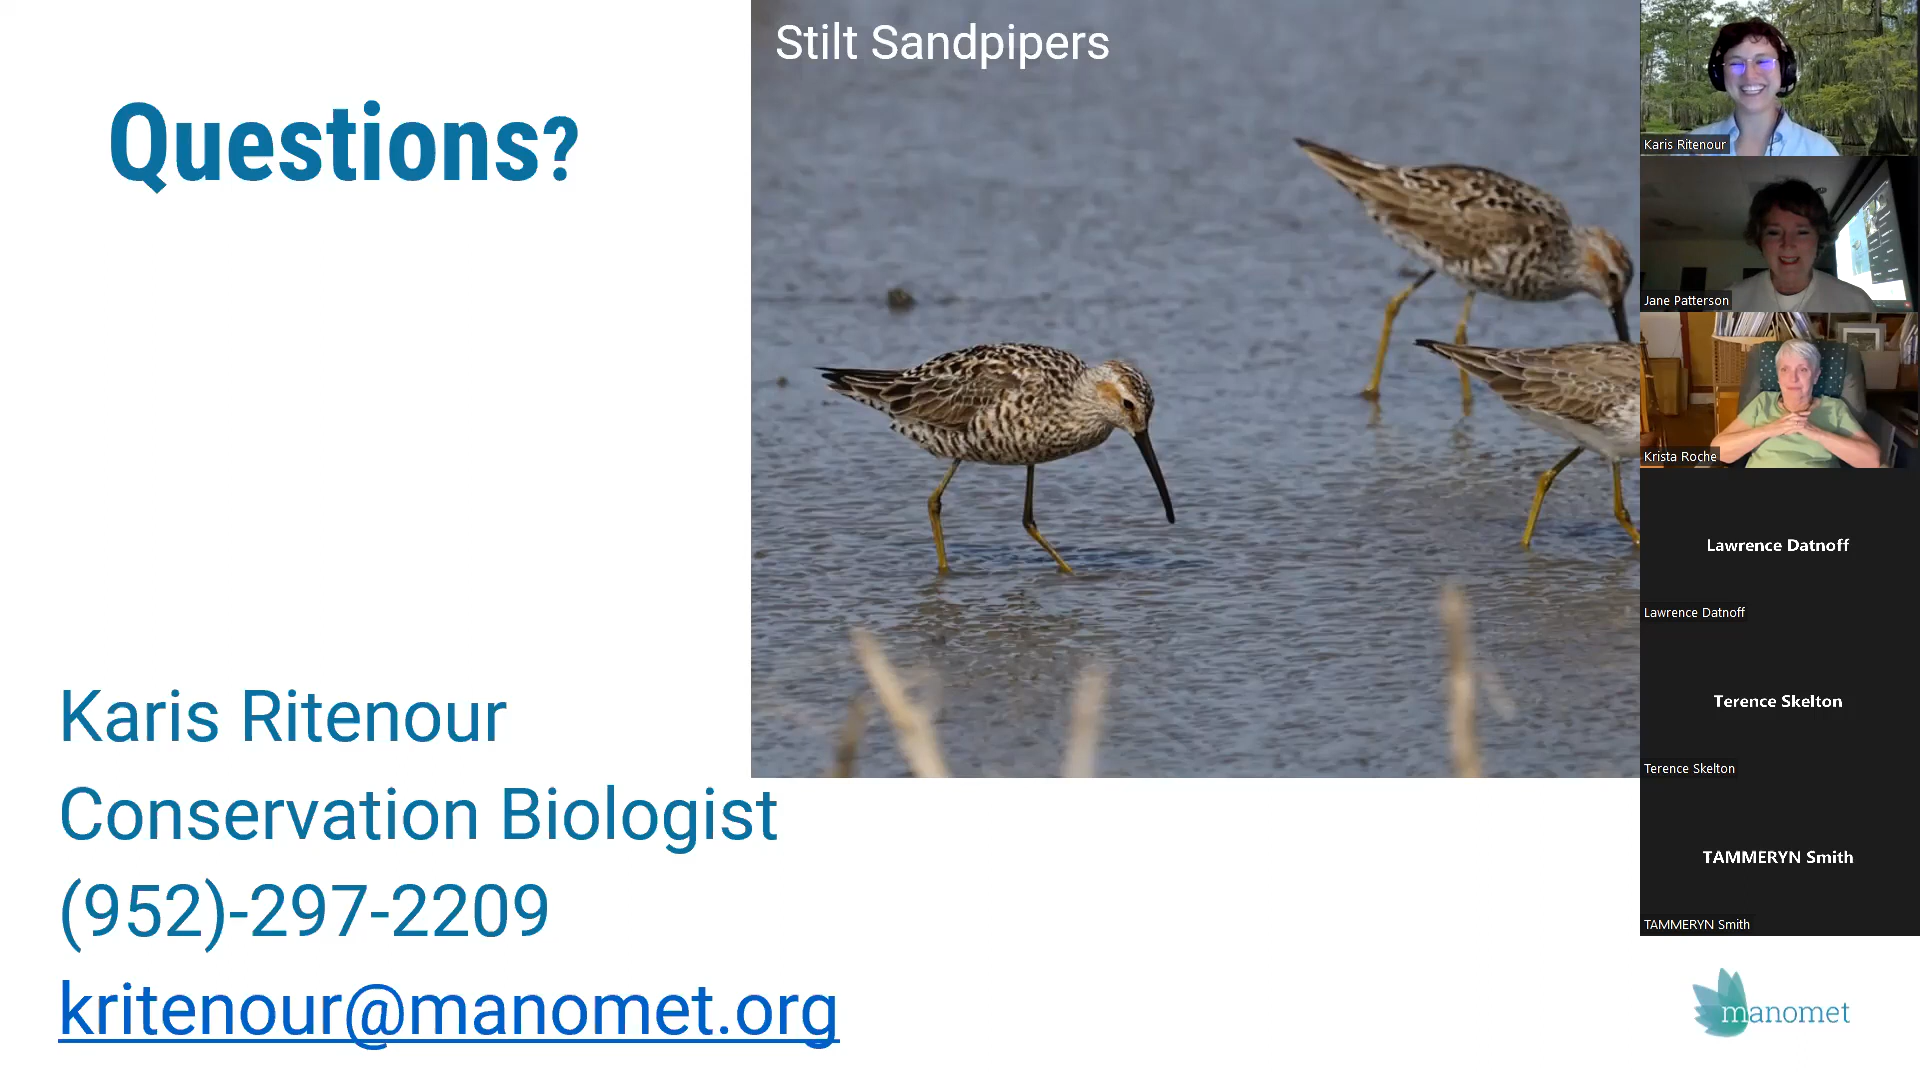 Questions?
Stilt Sandpipers
Karis Ritenour
Conservation Biologist
(952)-297-2209
kritenour@manomet.org
Karis Ritenour
Jane Patterson
Krista Roche
Lawrence Datnoff
Lawrence Datnoff
Terence Skelton
Terence Skelton
TAMMERYN Smith
TAMMERYN Smith
manomet